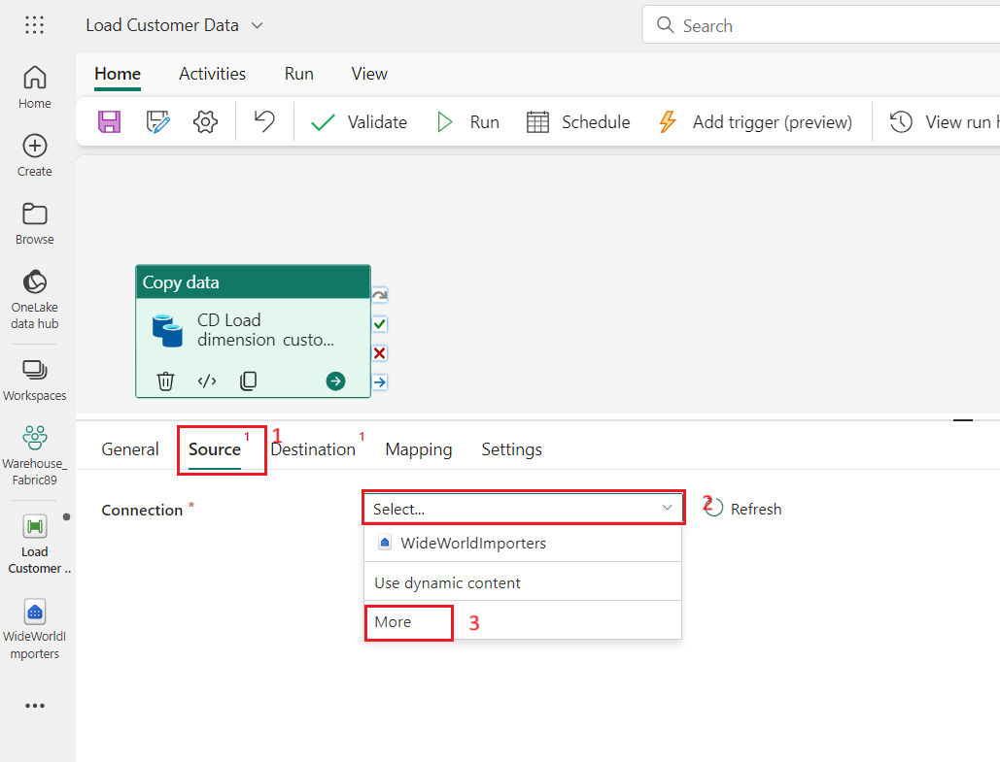 Load Customer Data
Search
Home
Activities
Run
View
Validate
Run
Schedule
Add trigger (preview)
View run h
Home
Create
Browse
OneLake
data hub
Workspaces
Warehouse_
Fabric89
Load
Customer ..
WideWorldI
mporters
Copy data
CD Load
dimension custo...
General
Source 1
1
Destination 1
Mapping
Settings
Connection *
Select...
2
Refresh
WideWorldImporters
Use dynamic content
More
3